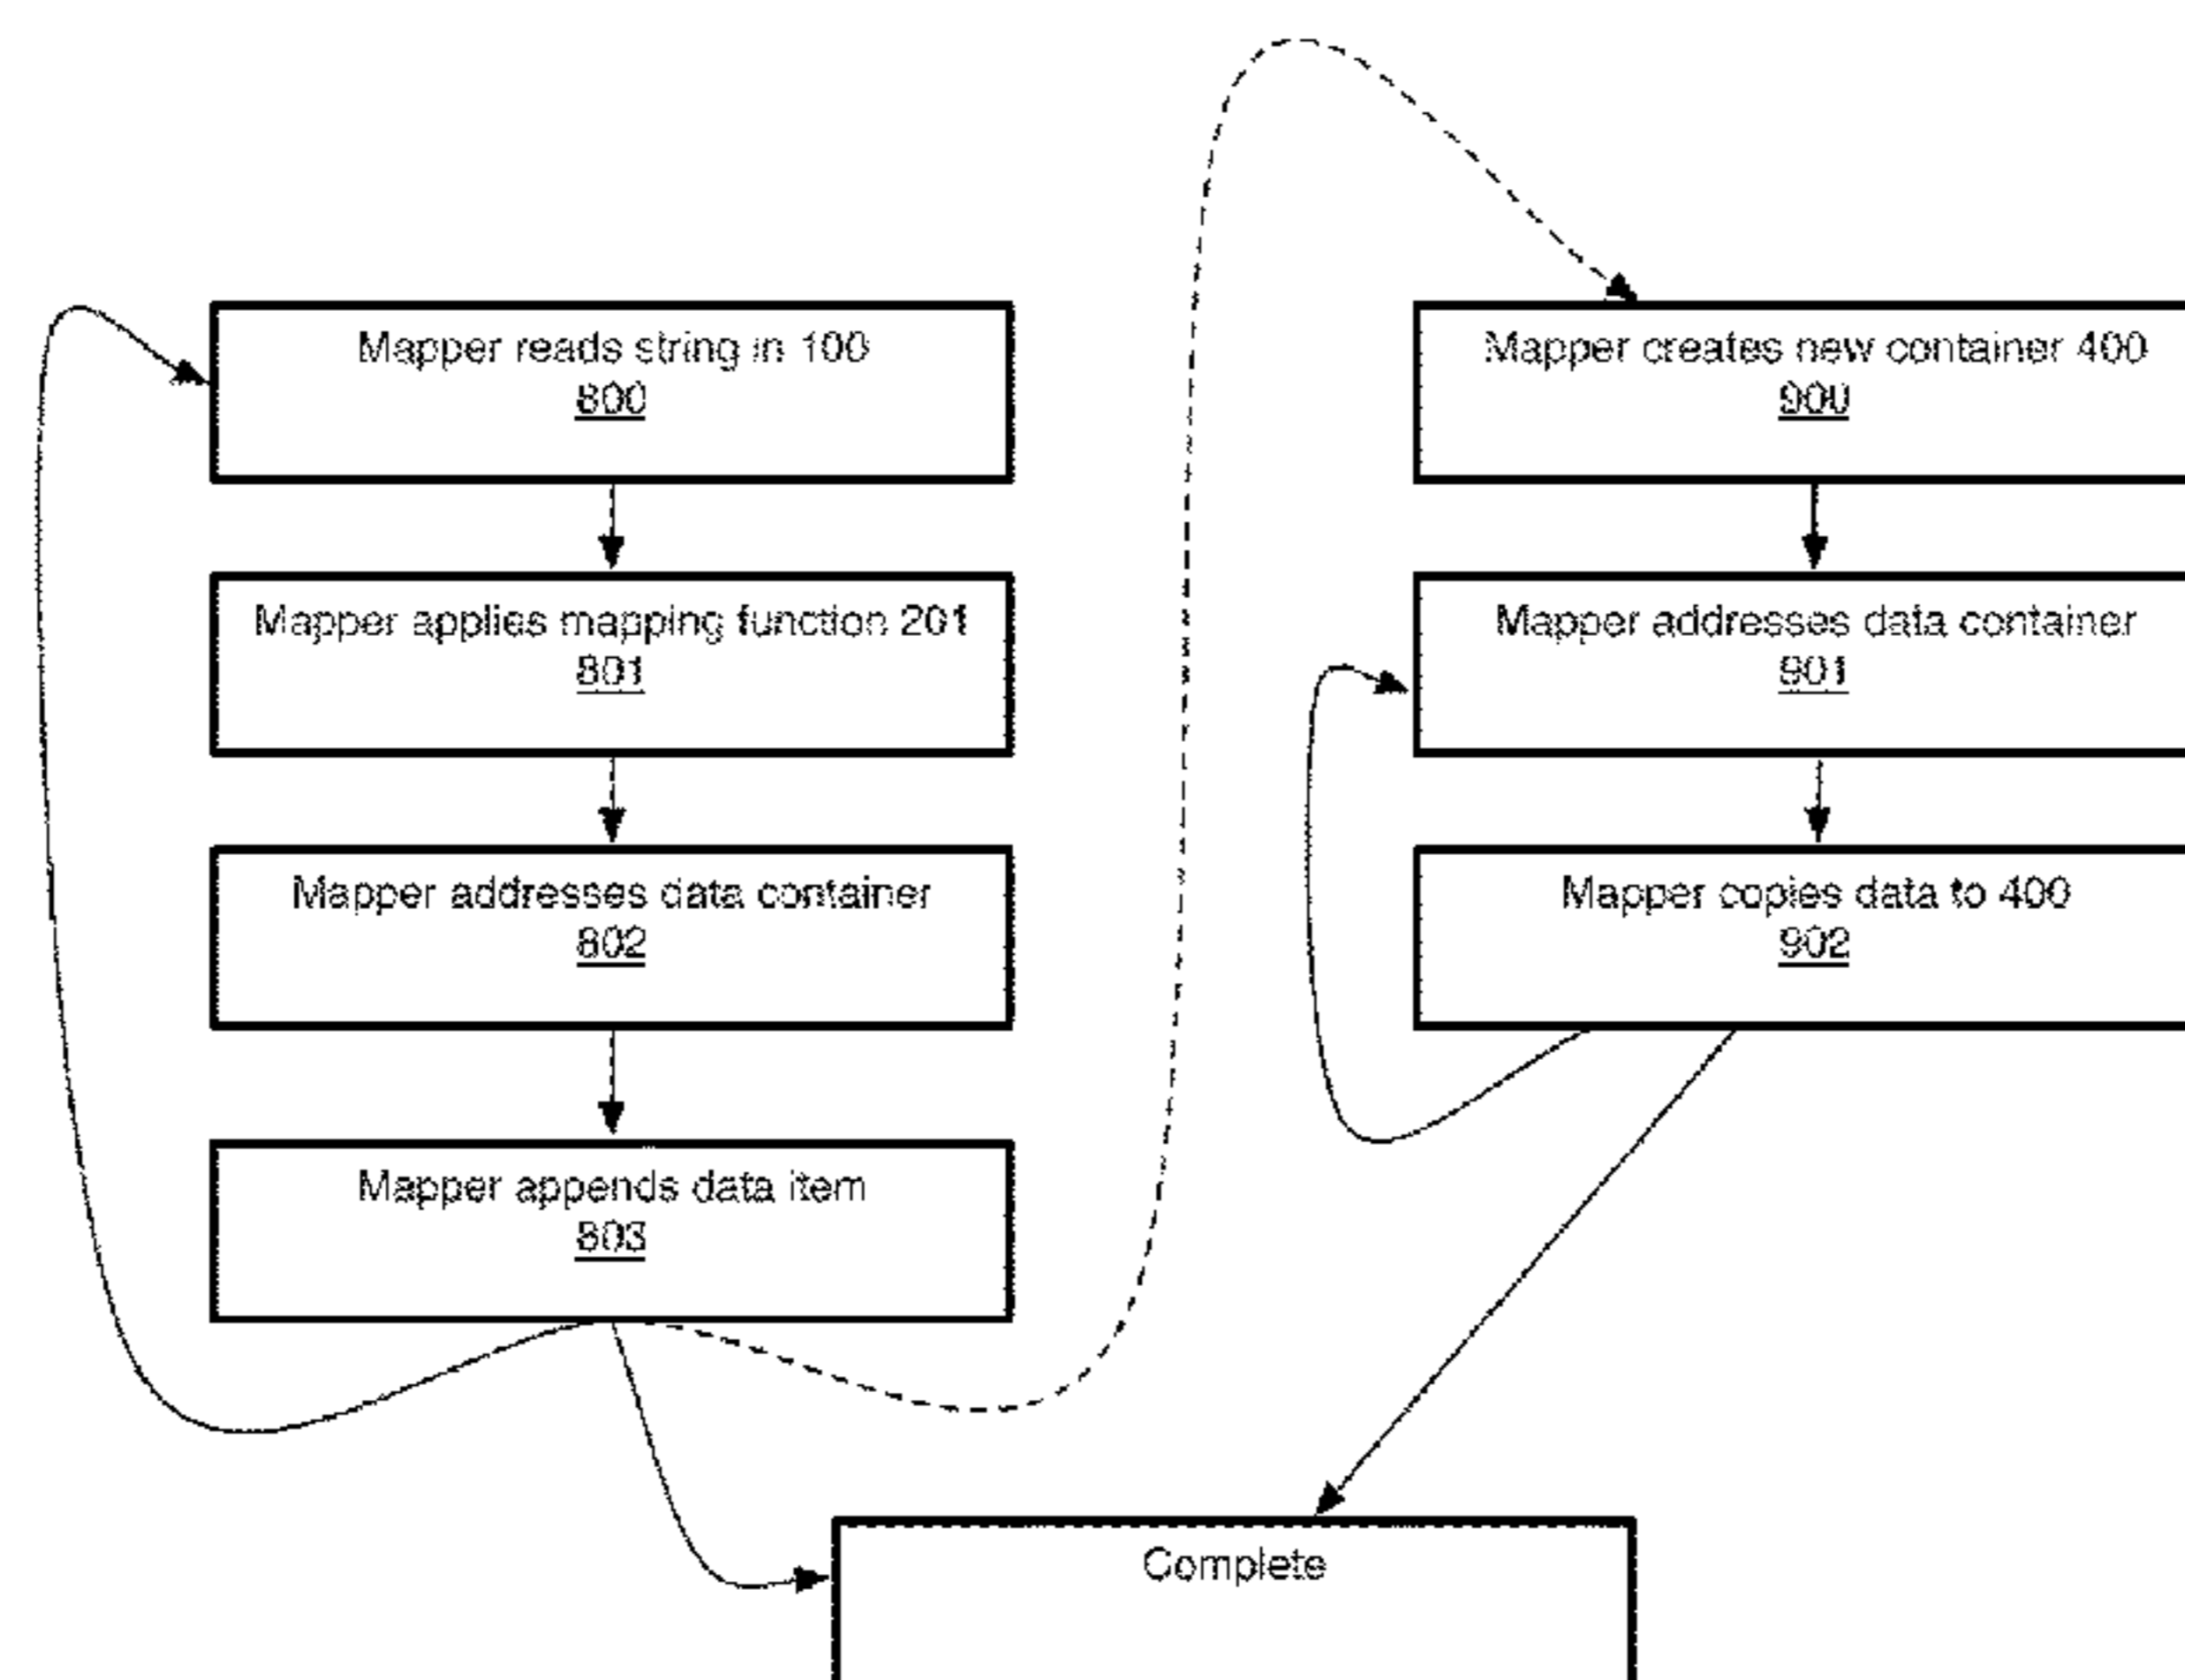 Mapper reads string in 100
800
Mapper applies mapping function 201
801
Mapper addresses data container
802
Mapper appends data item
803
Mapper creates new container 400
900
Mapper addresses data container
901
Mapper copies data to 400
902
Complete